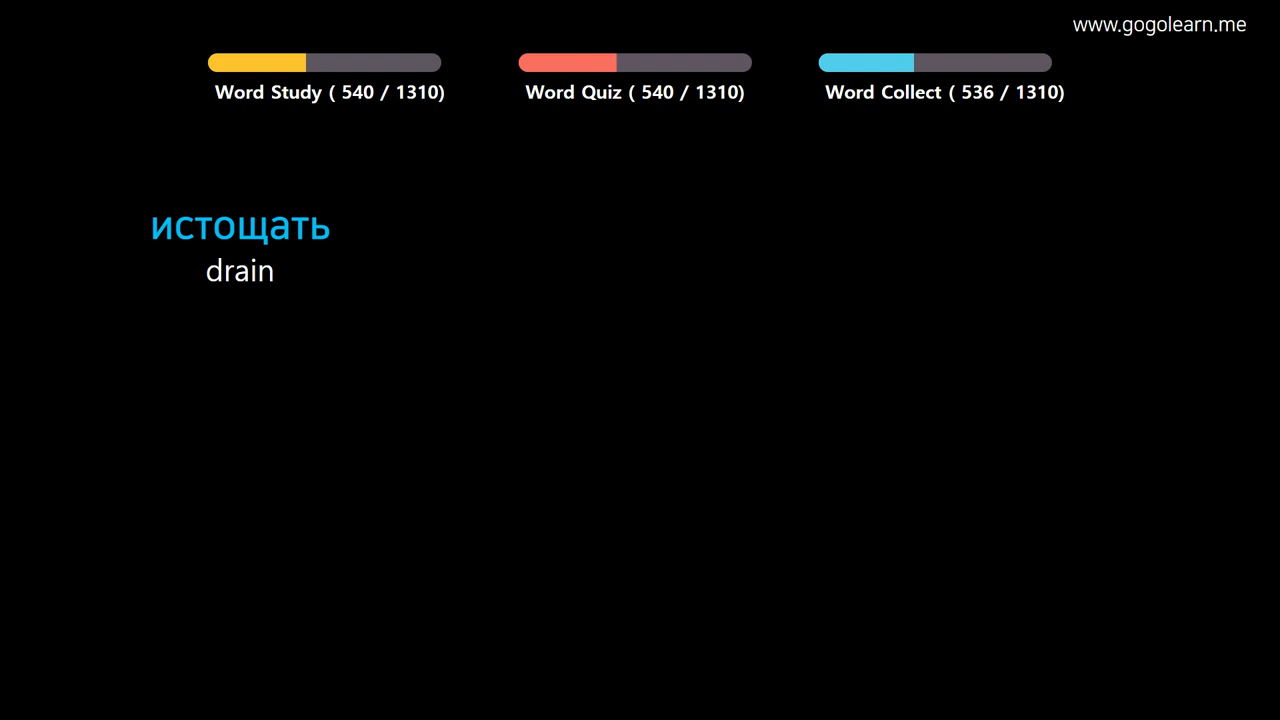 www.gogolearn.me
Word Study ( 540 / 1310)
Word Quiz ( 540 / 1310)
Word Collect ( 536 / 1310)
истощать
drain